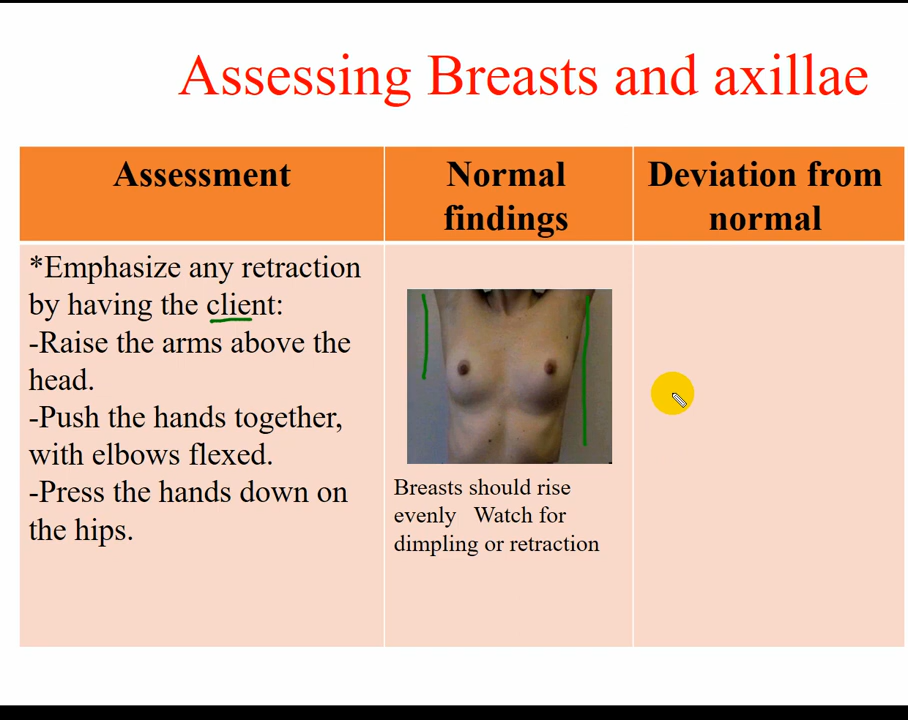 Assessing Breasts and axillae
Assessment
Normal
findings
Deviation from
normal
*Emphasize any retraction
by having the client:
-Raise the arms above the
head.
-Push the hands together,
with elbows flexed.
-Press the hands down on
the hips.
Breasts should rise
evenly   Watch for
dimpling or retraction